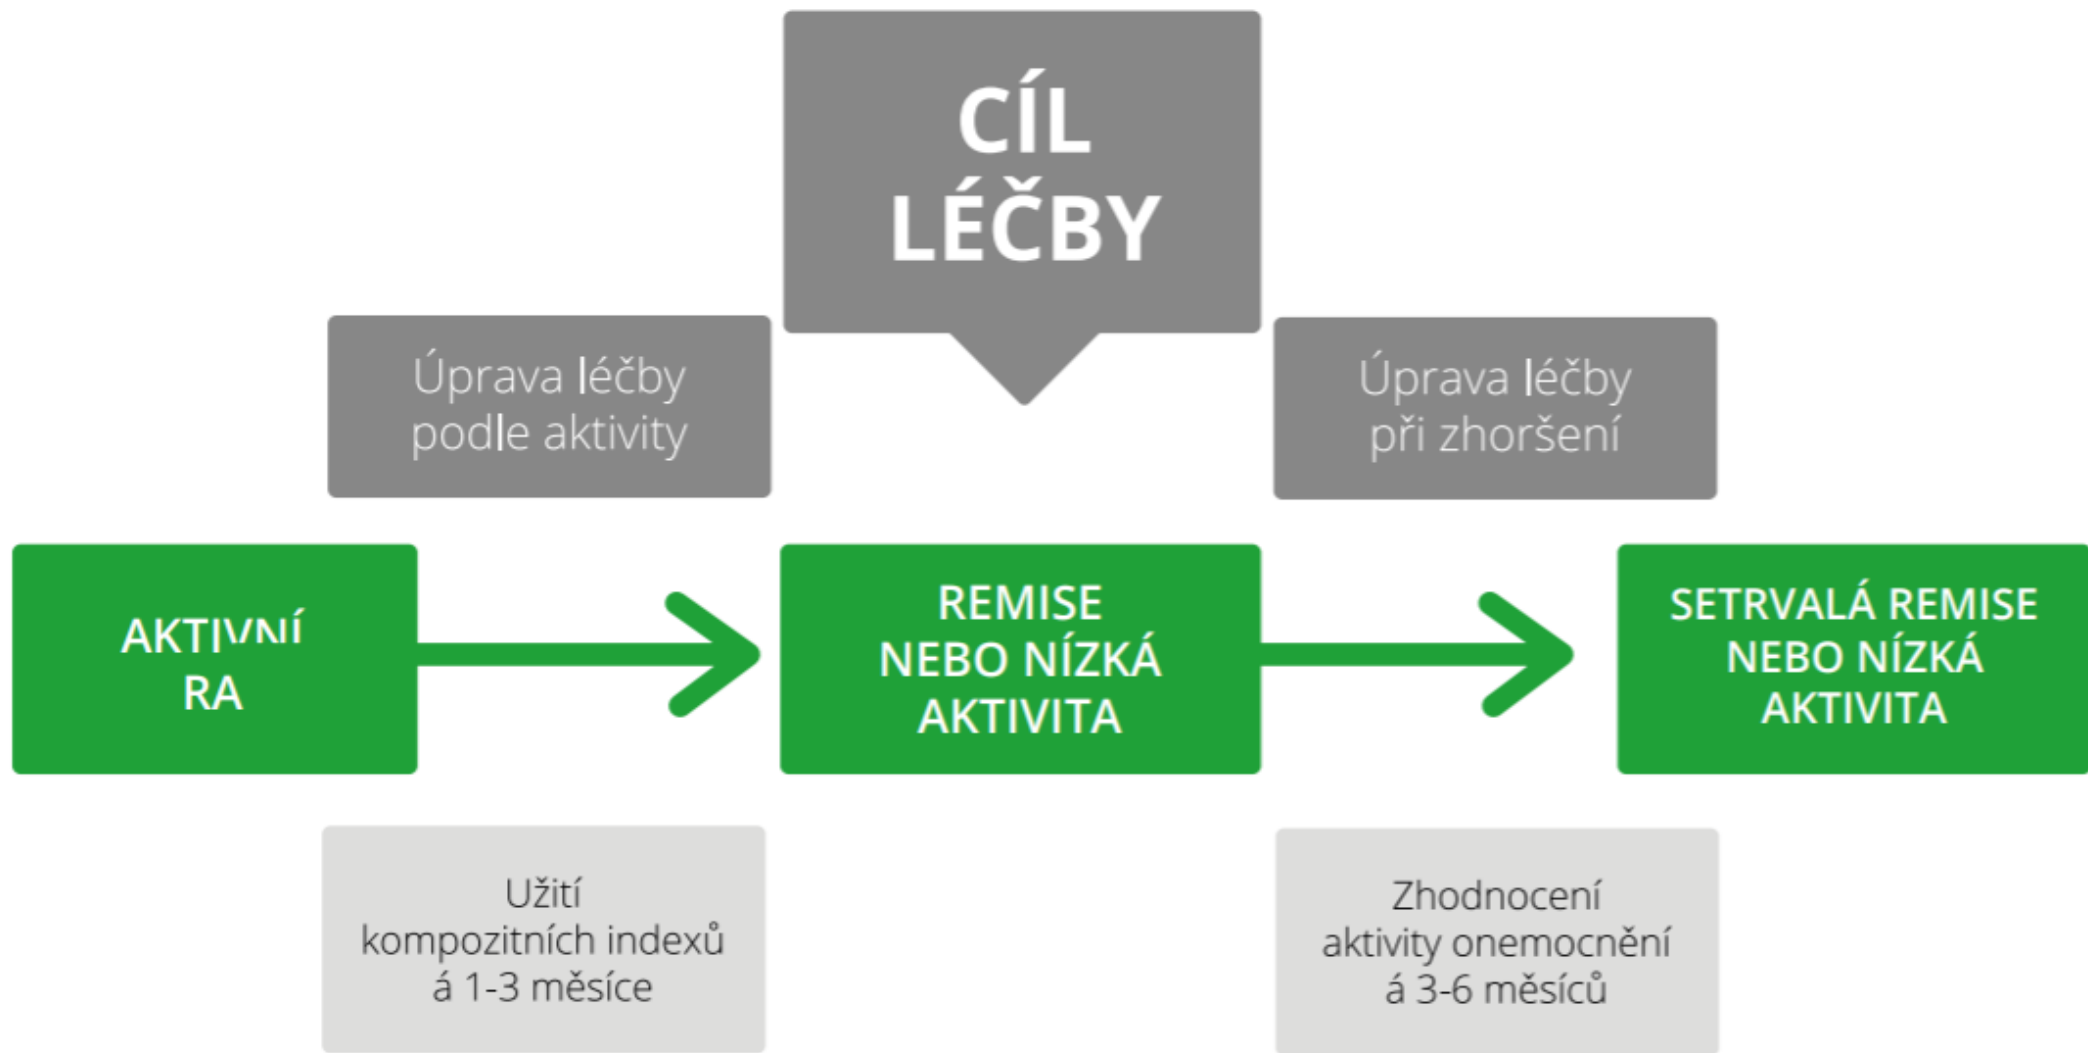 CÍL
LÉČBY
Úprava léčby
podle aktivity
Úprava léčby
při zhoršení
AKTIVNÍ
RA
REMISE
NEBO NÍZKÁ
AKTIVITA
SETRVALÁ REMISE
NEBO NÍZKÁ
AKTIVITA
Užití
kompozitních indexů
á 1-3 měsíce
Zhodnocení
aktivity onemocnění
á 3-6 měsíců